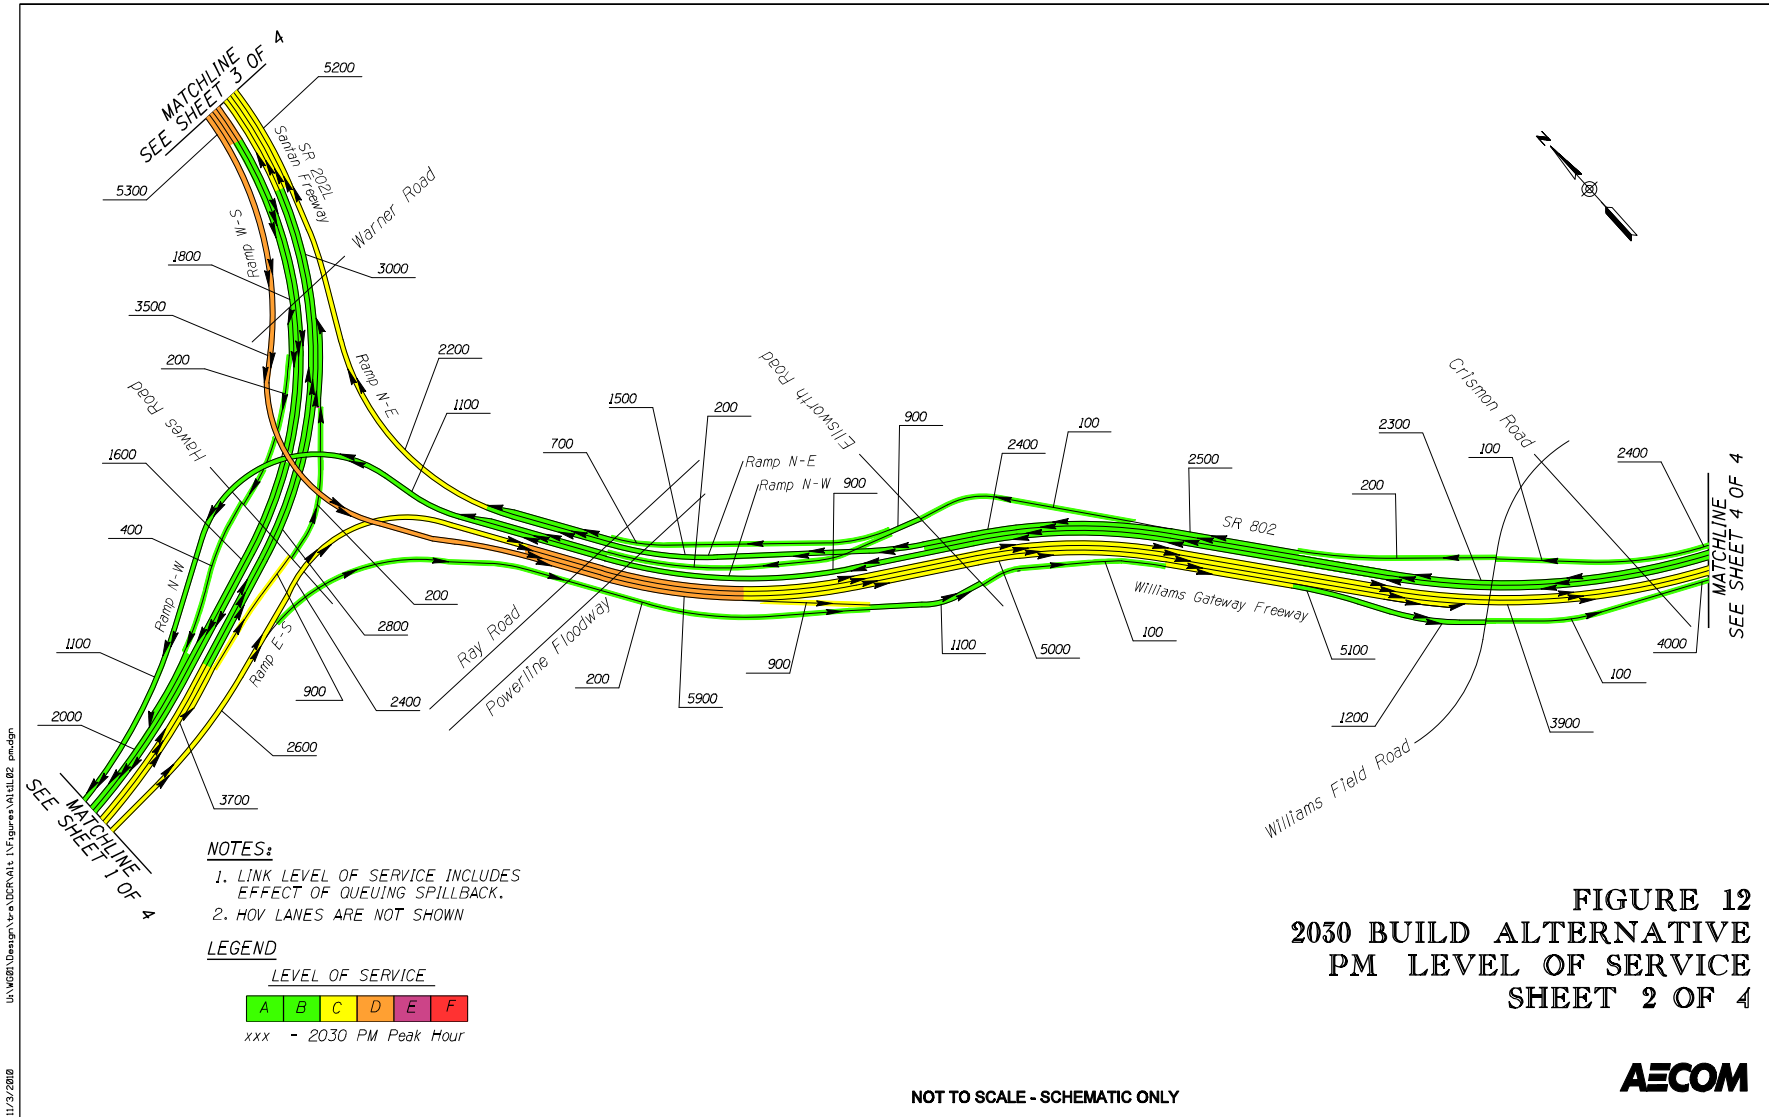 MATCHLINE
SEE SHEET 3 OF 4
5200
SR 202L
Santan Freeway
5300
Ramp W-S
Warner Road
1800
3000
3500
200
Hawes Road
Ramp N-E
2200
1100
1600
400
Ramp N-W
1100
2000
200
2800
2400
900
Ramp E-S
2600
3700
MATCHLINE
SEE SHEET 1 OF 4
700
1500
200
Ramp N-E
Ramp N-W
900
Ellsworth Road
900
2400
100
2500
SR 802
200
2300
100
Crismon Road
2400
MATCHLINE
SEE SHEET 4 OF 4
N
Ray Road
Powerline Floodway
200
5900
900
1100
5000
100
Williams Gateway Freeway
5100
1200
3900
100
4000
Williams Field Road
NOTES:
1. LINK LEVEL OF SERVICE INCLUDES
EFFECT OF QUEUING SPILLBACK.
2. HOV LANES ARE NOT SHOWN
LEGEND
LEVEL OF SERVICE
A B C D E F
xxx - 2030 PM Peak Hour
FIGURE 12
2030 BUILD ALTERNATIVE
PM LEVEL OF SERVICE
SHEET 2 OF 4
NOT TO SCALE - SCHEMATIC ONLY
AECOM
11/3/2010